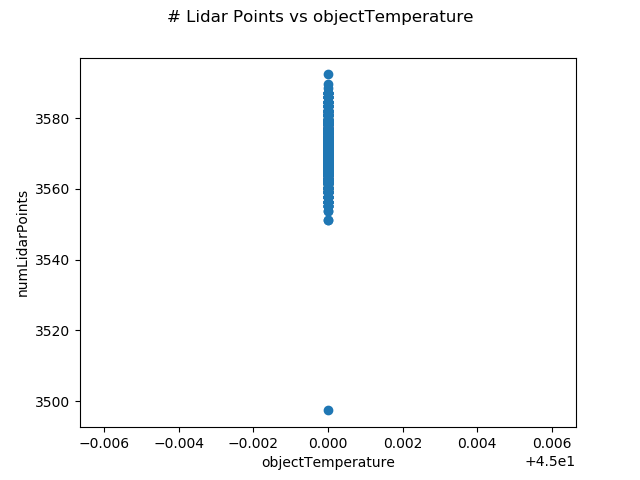 # Lidar Points vs objectTemperature
3580
3560
3540
3520
3500
numLidarPoints
−0.006 −0.004 −0.002 0.000 0.002 0.004 0.006
objectTemperature
+4.5e1